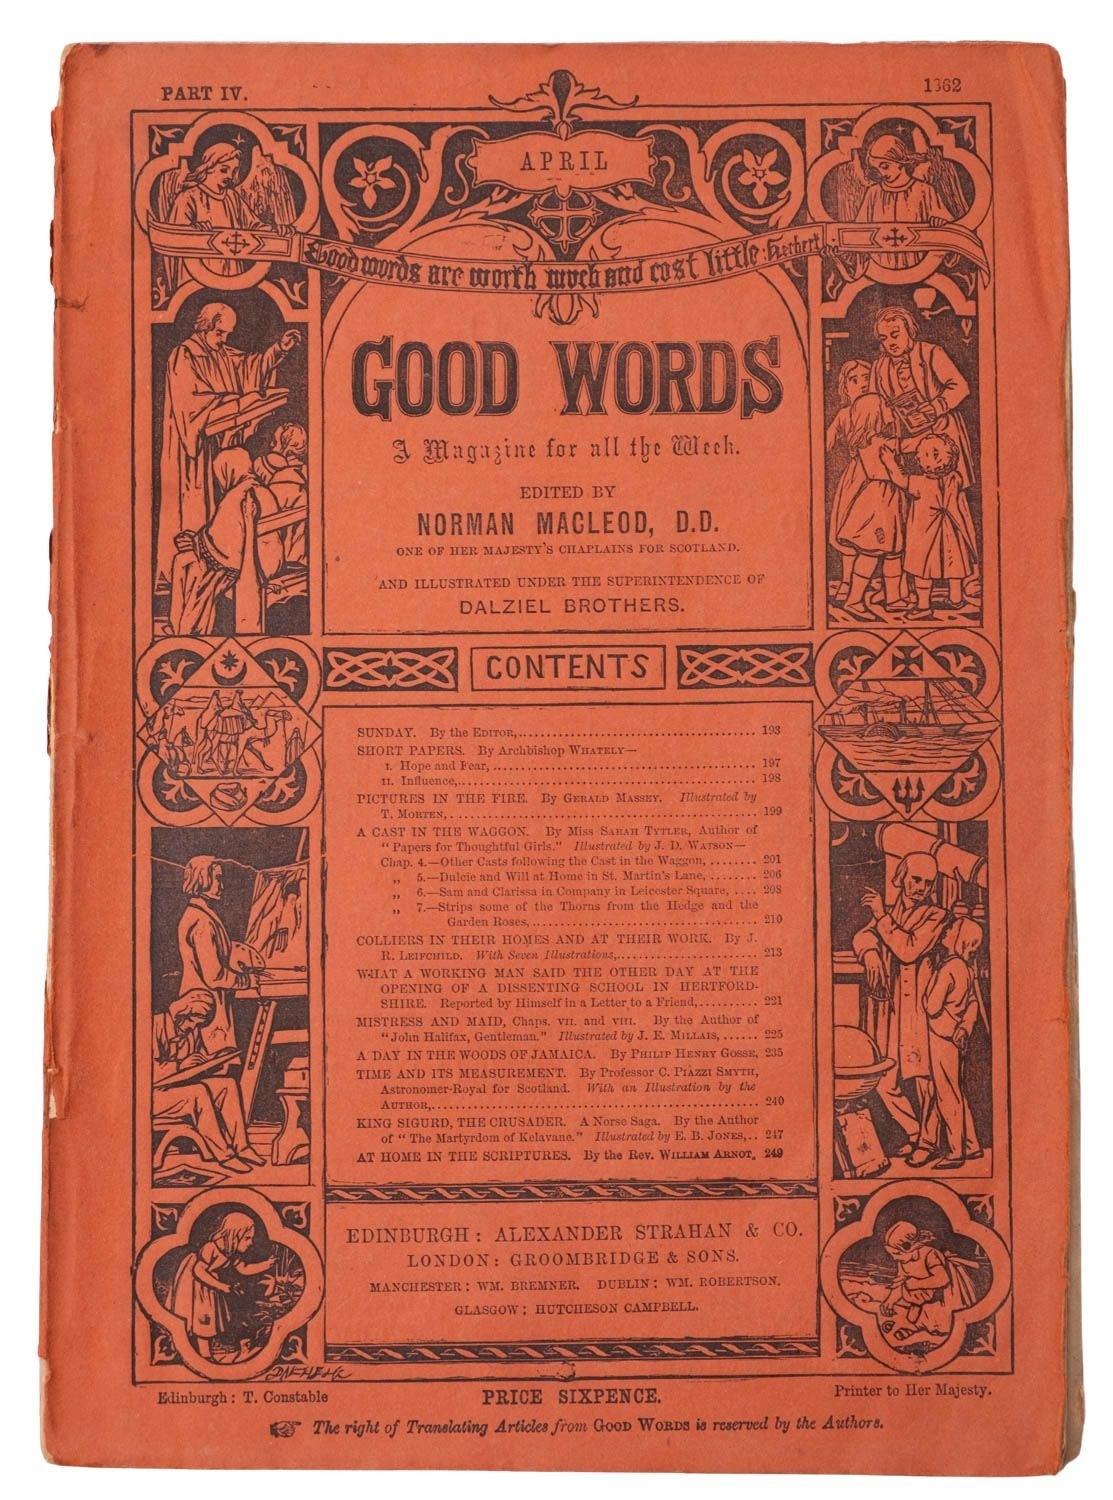 PART IV.
1862
APRIL
Good words are worth much and cost little. Herbert
GOOD WORDS
A Magazine for all the Week.
EDITED BY
NORMAN MACLEOD, D.D.
ONE OF HER MAJESTY'S CHAPLAINS FOR SCOTLAND.
AND ILLUSTRATED UNDER THE SUPERINTENDENCE OF
DALZIEL BROTHERS.
CONTENTS
SUNDAY. By the EDITOR, 193
SHORT PAPERS. By Archbishop WHATELY—
I. Hope and Fear, 197
II. Influence, 198
PICTURES IN THE FIRE. By GERALD MASSEY. Illustrated by
T. MORTEN, 199
A CAST IN THE WAGGON. By Miss SARAH TYTLER, Author of
"Papers for Thoughtful Girls." Illustrated by J. D. WATSON—
Chap. 4.—Other Casts following the Cast in the Waggon, 201
„ 5.—Dulcie and Will at Home in St. Martin's Lane, 206
„ 6.—Sam and Clarissa in Company in Leicester Square, 208
„ 7.—Strips some of the Thorns from the Hedge and the
Garden Roses, 210
COLLIERS IN THEIR HOMES AND AT THEIR WORK. By J.
R. LEIFCHILD. With Seven Illustrations, 213
WHAT A WORKING MAN SAID THE OTHER DAY AT THE
OPENING OF A DISSENTING SCHOOL IN HERTFORD-
SHIRE. Reported by Himself in a Letter to a Friend, 221
MISTRESS AND MAID, Chaps. VII. and VIII. By the Author of
"John Halifax, Gentleman." Illustrated by J. E. MILLAIS, 225
A DAY IN THE WOODS OF JAMAICA. By PHILIP HENRY GOSSE, 235
TIME AND ITS MEASUREMENT. By Professor C. PIAZZI SMYTH,
Astronomer-Royal for Scotland. With an Illustration by the
AUTHOR, 240
KING SIGURD, THE CRUSADER. A Norse Saga. By the Author
of "The Martyrdom of Kelavane." Illustrated by E. B. JONES, 247
AT HOME IN THE SCRIPTURES. By the Rev. WILLIAM ARNOT, 249
EDINBURGH: ALEXANDER STRAHAN & CO.
LONDON: GROOMBRIDGE & SONS.
MANCHESTER: WM. BREMNER. DUBLIN: WM. ROBERTSON.
GLASGOW: HUTCHESON CAMPBELL.
DALZIEL Sc
Edinburgh: T. Constable
PRICE SIXPENCE.
Printer to Her Majesty.
The right of Translating Articles from GOOD WORDS is reserved by the Authors.